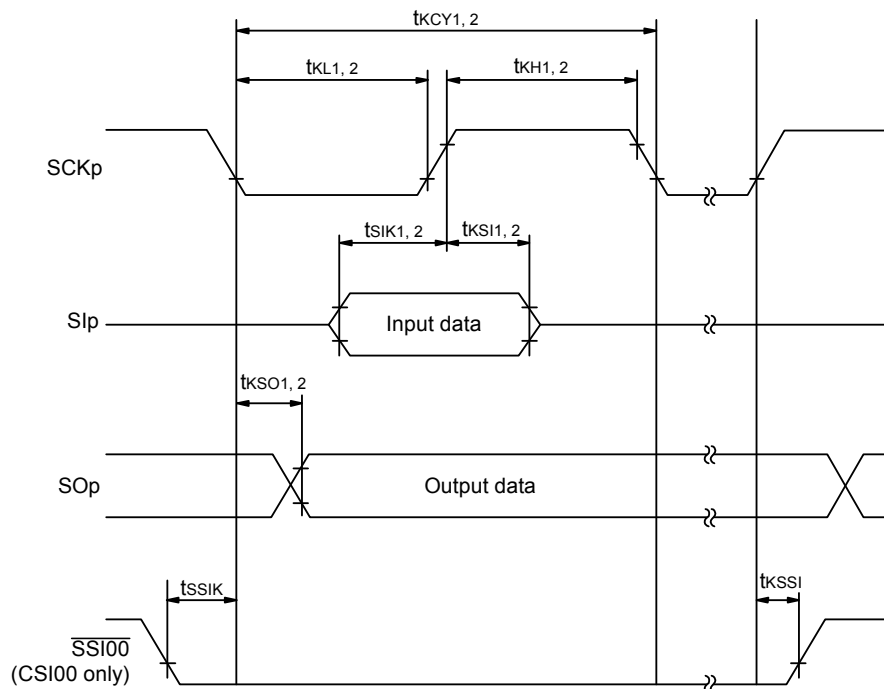 tKCY1, 2
tKL1, 2
tKH1, 2
SCKp
tSIK1, 2
tKSI1, 2
SIp
Input data
tKSO1, 2
SOp
Output data
tSSIK
tKSSI
SSI00
(CSI00 only)